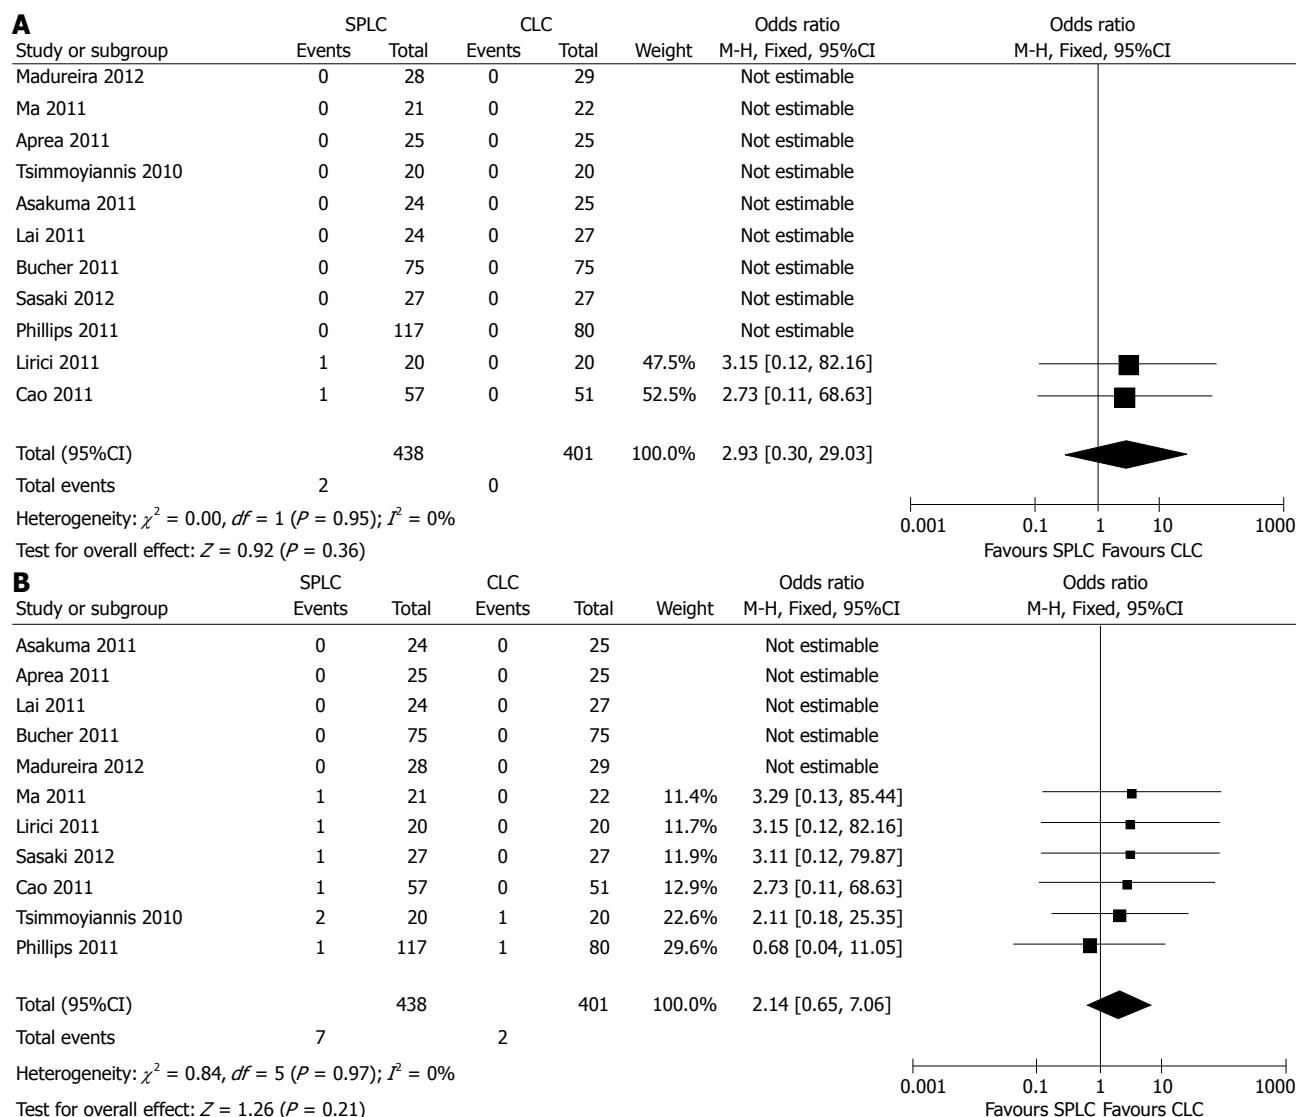 A SPLC CLC Odds ratio Odds ratio
Study or subgroup Events Total Events Total Weight M-H, Fixed, 95%CI M-H, Fixed, 95%CI
Madureira 2012 0 28 0 29 Not estimable
Ma 2011 0 21 0 22 Not estimable
Aprea 2011 0 25 0 25 Not estimable
Tsimmoyiannis 2010 0 20 0 20 Not estimable
Asakuma 2011 0 24 0 25 Not estimable
Lai 2011 0 24 0 27 Not estimable
Bucher 2011 0 75 0 75 Not estimable
Sasaki 2012 0 27 0 27 Not estimable
Phillips 2011 0 117 0 80 Not estimable
Lirici 2011 1 20 0 20 47.5% 3.15 [0.12, 82.16]
Cao 2011 1 57 0 51 52.5% 2.73 [0.11, 68.63]
Total (95%CI) 438 401 100.0% 2.93 [0.30, 29.03]
Total events 2 0
Heterogeneity: χ² = 0.00, df = 1 (P = 0.95); I² = 0%
0.001 0.1 1 10 1000
Test for overall effect: Z = 0.92 (P = 0.36)
Favours SPLC Favours CLC
B SPLC CLC Odds ratio Odds ratio
Study or subgroup Events Total Events Total Weight M-H, Fixed, 95%CI M-H, Fixed, 95%CI
Asakuma 2011 0 24 0 25 Not estimable
Aprea 2011 0 25 0 25 Not estimable
Lai 2011 0 24 0 27 Not estimable
Bucher 2011 0 75 0 75 Not estimable
Madureira 2012 0 28 0 29 Not estimable
Ma 2011 1 21 0 22 11.4% 3.29 [0.13, 85.44]
Lirici 2011 1 20 0 20 11.7% 3.15 [0.12, 82.16]
Sasaki 2012 1 27 0 27 11.9% 3.11 [0.12, 79.87]
Cao 2011 1 57 0 51 12.9% 2.73 [0.11, 68.63]
Tsimmoyiannis 2010 2 20 1 20 22.6% 2.11 [0.18, 25.35]
Phillips 2011 1 117 1 80 29.6% 0.68 [0.04, 11.05]
Total (95%CI) 438 401 100.0% 2.14 [0.65, 7.06]
Total events 7 2
Heterogeneity: χ² = 0.84, df = 5 (P = 0.97); I² = 0%
0.001 0.1 1 10 1000
Test for overall effect: Z = 1.26 (P = 0.21)
Favours SPLC Favours CLC